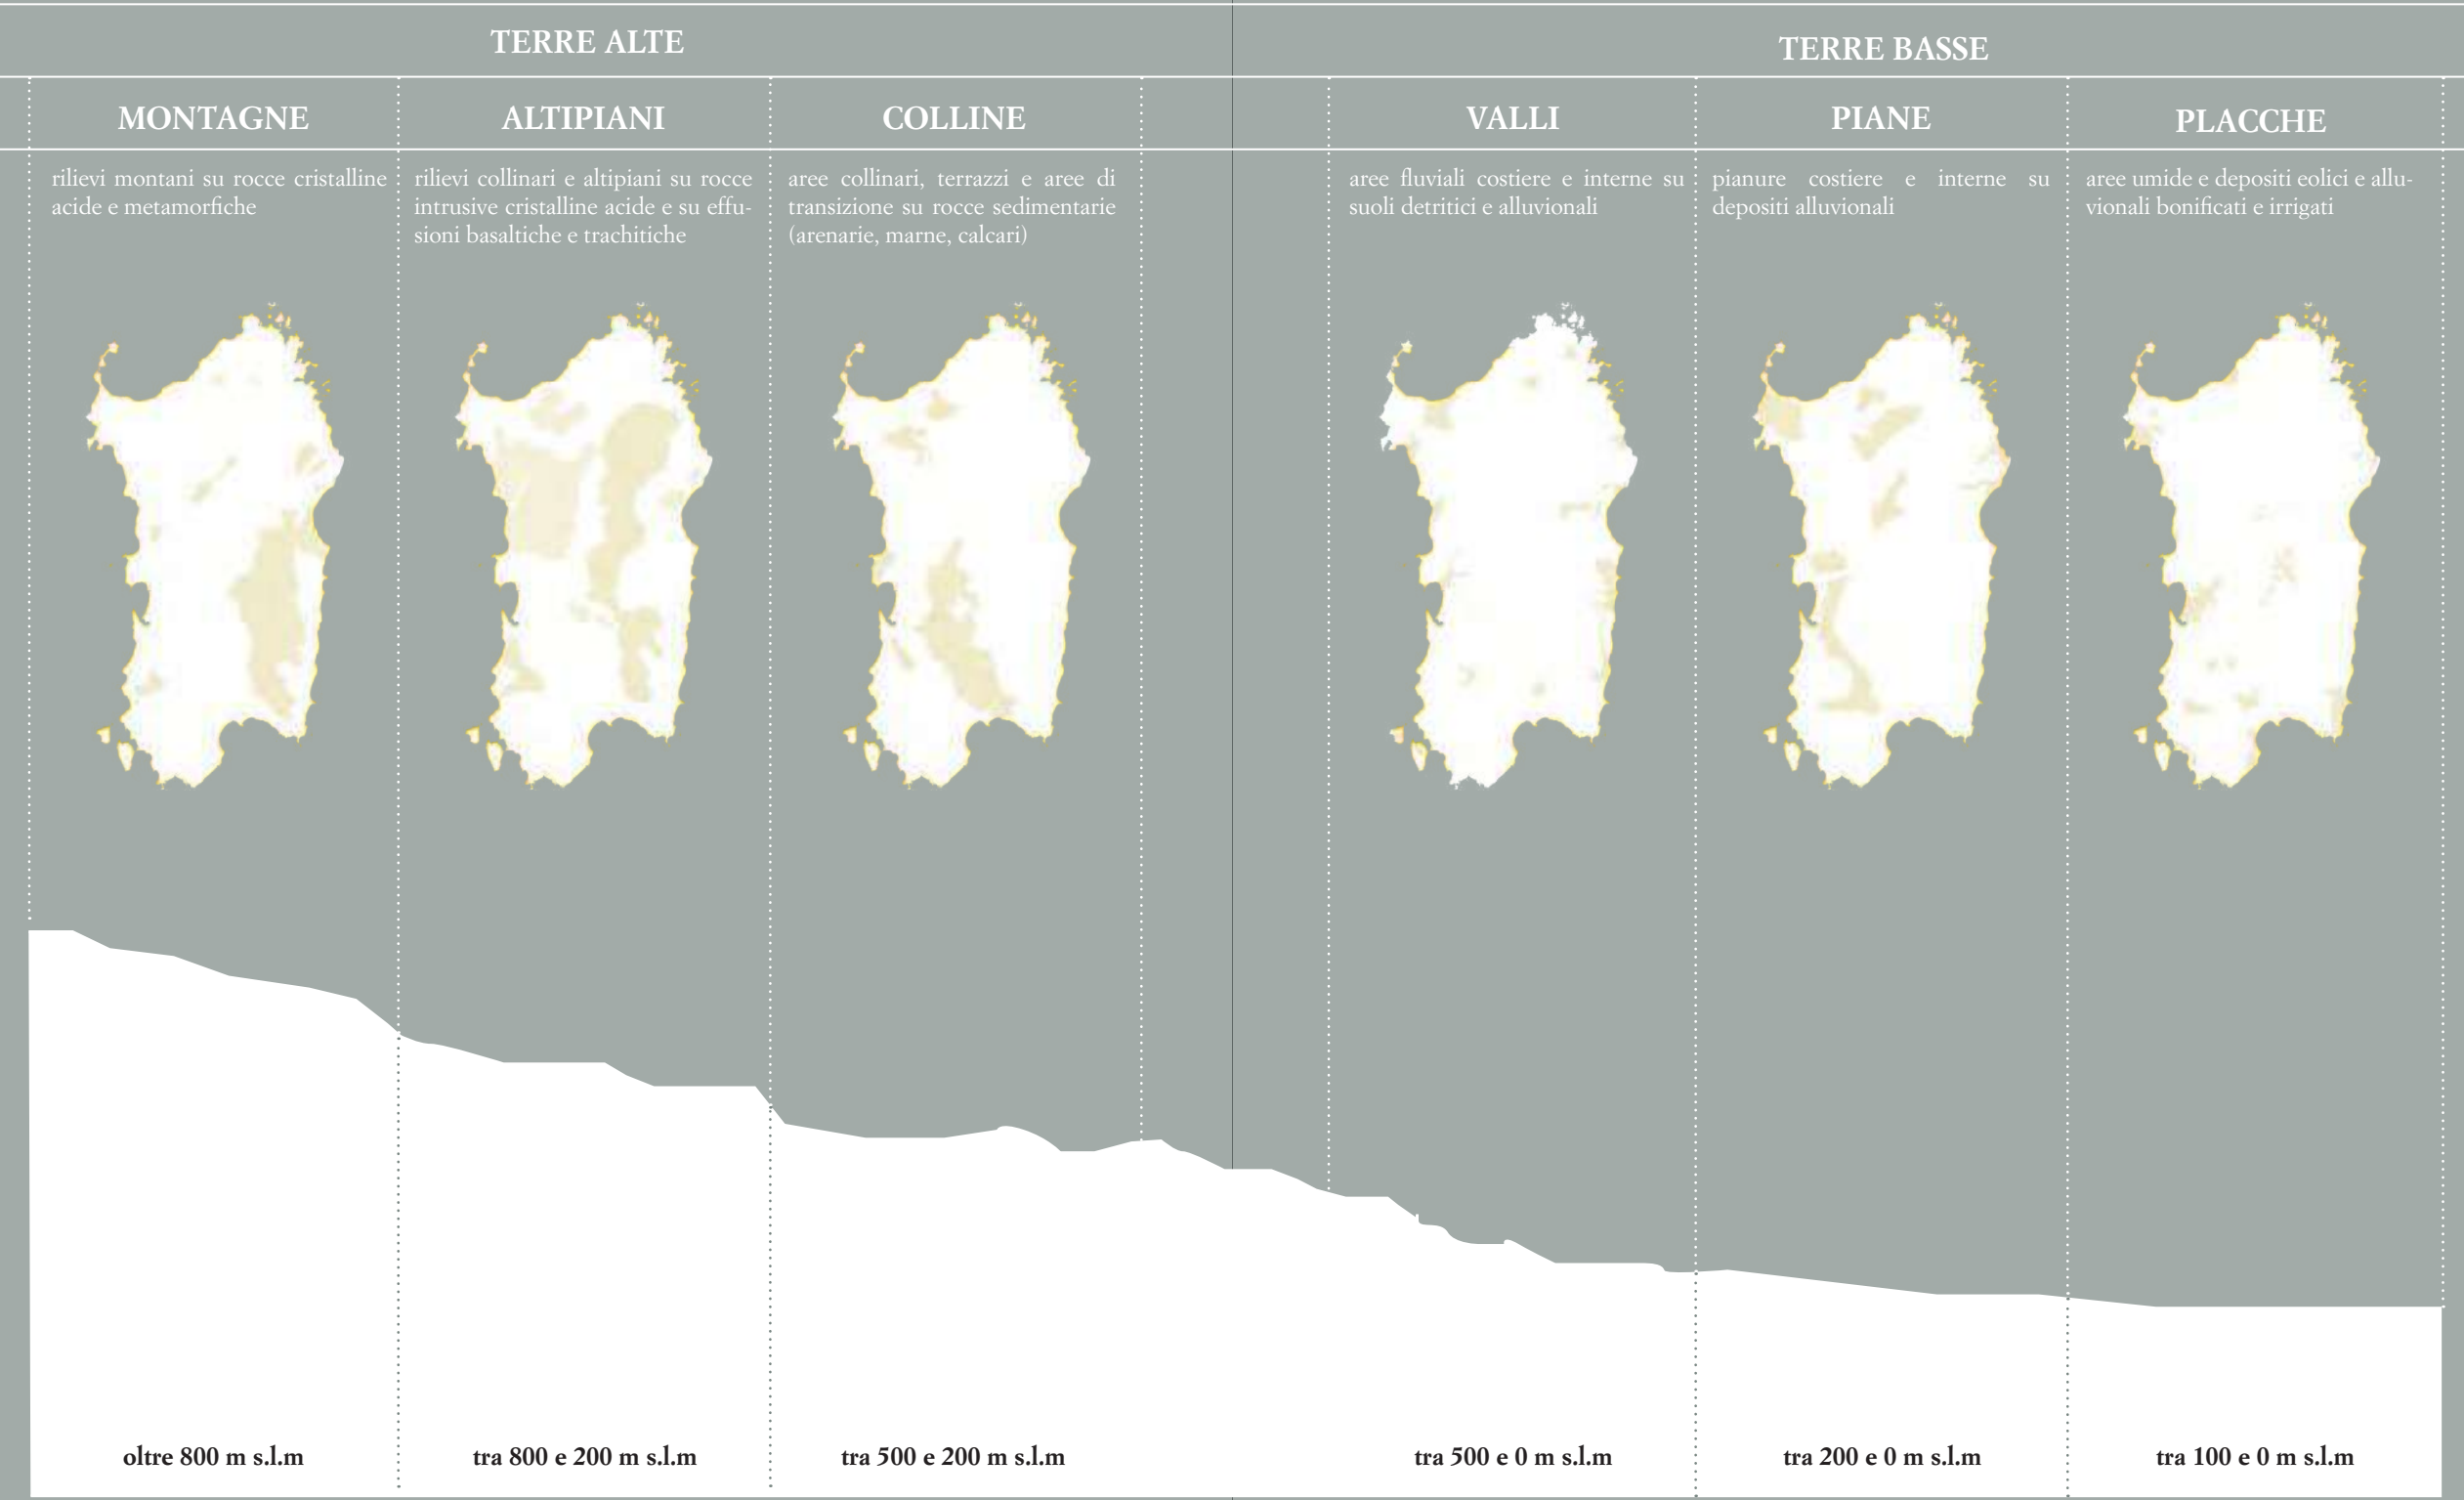 TERRE ALTE
TERRE BASSE
MONTAGNE
ALTIPIANI
COLLINE
VALLI
PIANE
PLACCHE
rilievi montani su rocce cristalline
acide e metamorfiche
rilievi collinari e altipiani su rocce
intrusive cristalline acide e su effu-
sioni basaltiche e trachitiche
aree collinari, terrazzi e aree di
transizione su rocce sedimentarie
(arenarie, marne, calcari)
aree fluviali costiere e interne su
suoli detritici e alluvionali
pianure costiere e interne su
depositi alluvionali
aree umide e depositi eolici e allu-
vionali bonificati e irrigati
oltre 800 m s.l.m
tra 800 e 200 m s.l.m
tra 500 e 200 m s.l.m
tra 500 e 0 m s.l.m
tra 200 e 0 m s.l.m
tra 100 e 0 m s.l.m